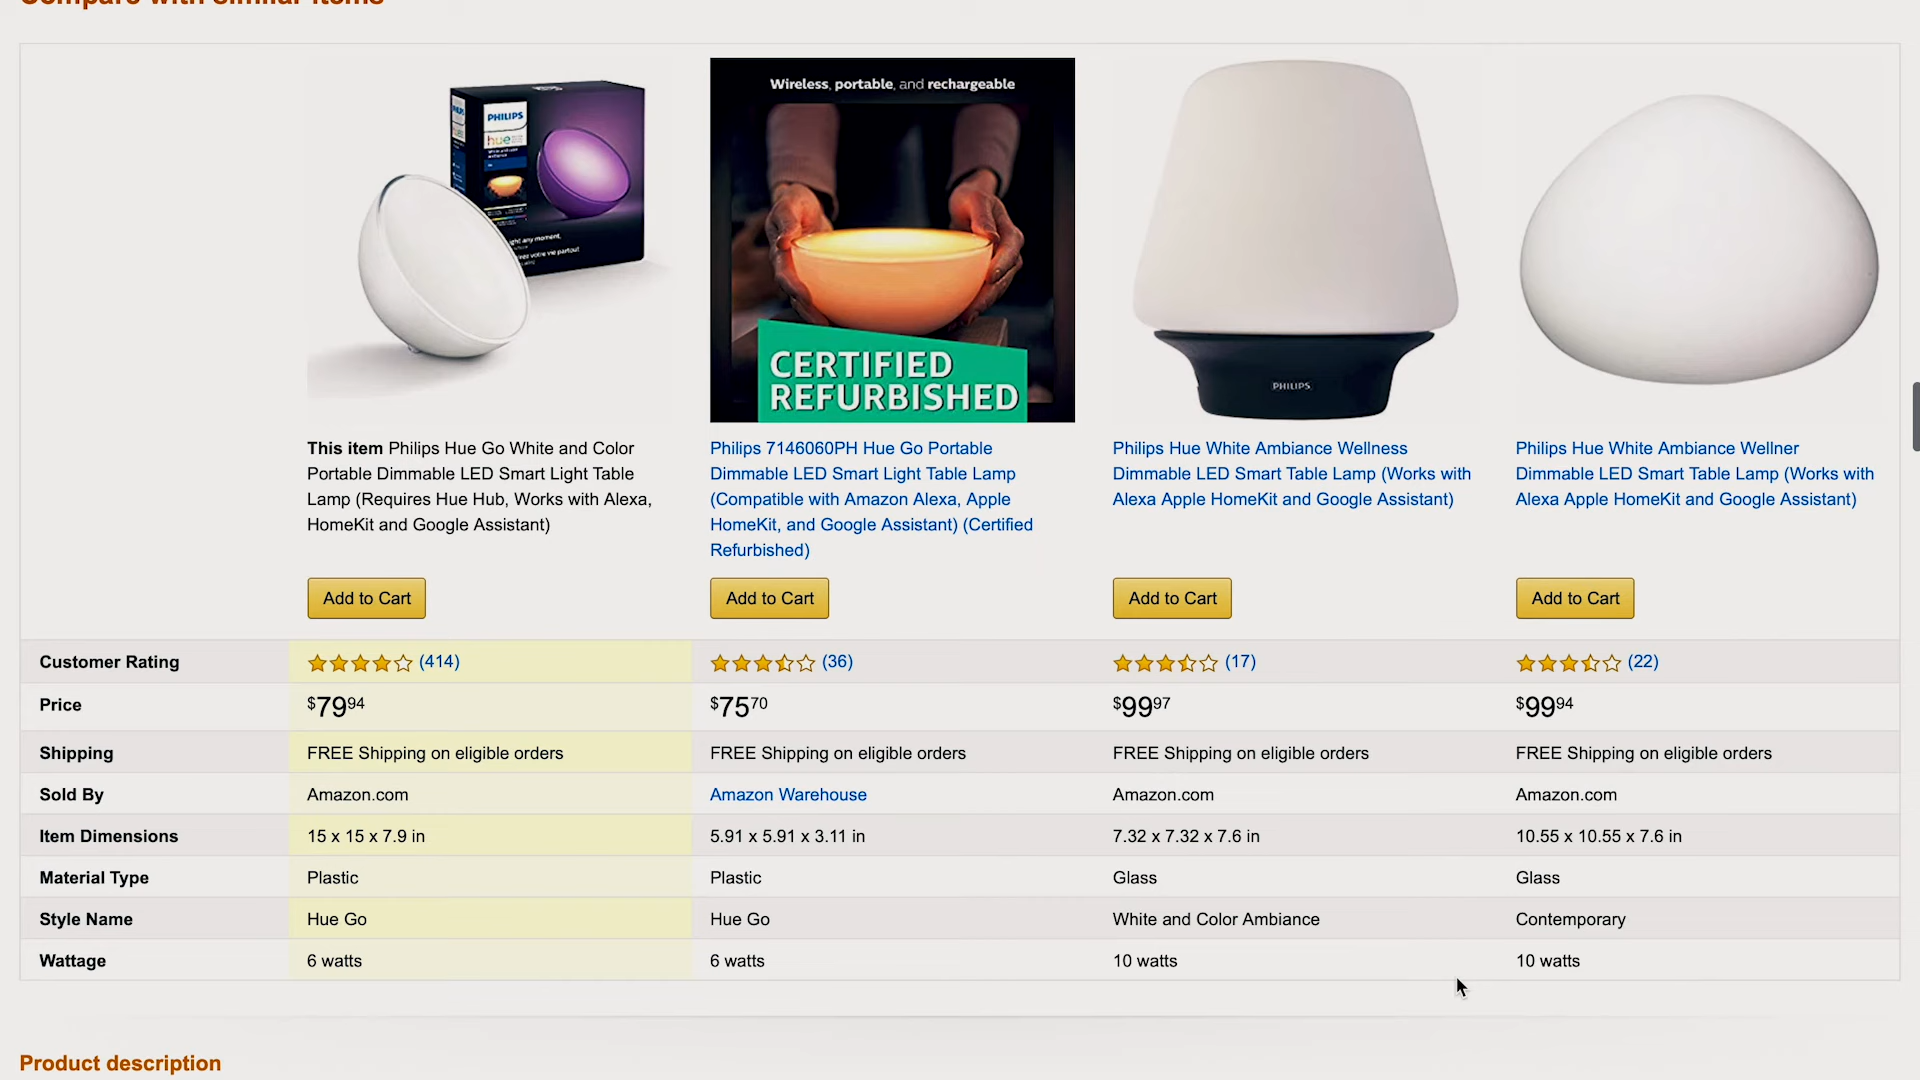 Compare with similar items
Wireless, portable, and rechargeable
PHILIPS
hue
CERTIFIED
REFURBISHED
PHILIPS
This item Philips Hue Go White and Color
Portable Dimmable LED Smart Light Table
Lamp (Requires Hue Hub, Works with Alexa,
HomeKit and Google Assistant)
Philips 7146060PH Hue Go Portable
Dimmable LED Smart Light Table Lamp
(Compatible with Amazon Alexa, Apple
HomeKit, and Google Assistant) (Certified
Refurbished)
Philips Hue White Ambiance Wellness
Dimmable LED Smart Table Lamp (Works with
Alexa Apple HomeKit and Google Assistant)
Philips Hue White Ambiance Wellner
Dimmable LED Smart Table Lamp (Works with
Alexa Apple HomeKit and Google Assistant)
Add to Cart
Add to Cart
Add to Cart
Add to Cart
Customer Rating (414) (36) (17) (22)
Price $79.94 $75.70 $99.97 $99.94
Shipping FREE Shipping on eligible orders FREE Shipping on eligible orders FREE Shipping on eligible orders FREE Shipping on eligible orders
Sold By Amazon.com Amazon Warehouse Amazon.com Amazon.com
Item Dimensions 15 x 15 x 7.9 in 5.91 x 5.91 x 3.11 in 7.32 x 7.32 x 7.6 in 10.55 x 10.55 x 7.6 in
Material Type Plastic Plastic Glass Glass
Style Name Hue Go Hue Go White and Color Ambiance Contemporary
Wattage 6 watts 6 watts 10 watts 10 watts
Product description